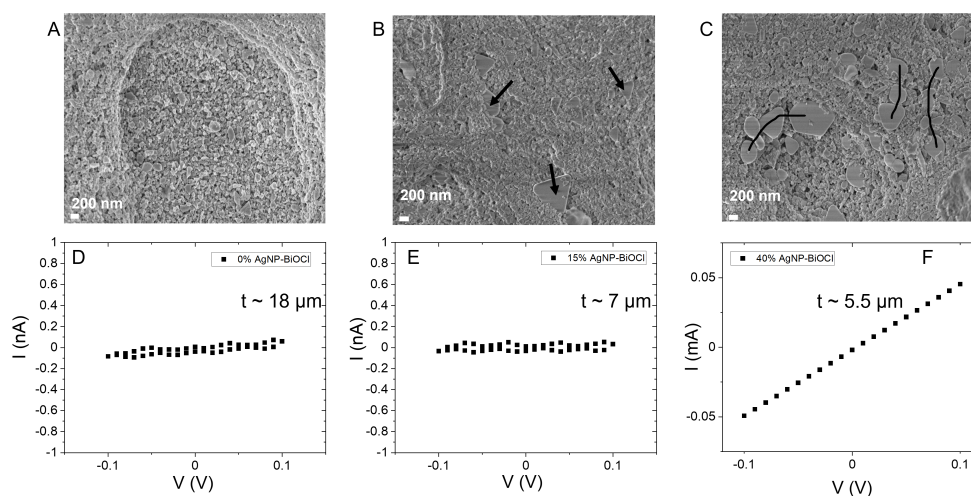 A
200 nm
B
200 nm
C
200 nm
D
0% AgNP-BiOCl
t ~ 18 µm
I (nA)
1
0.8
0.6
0.4
0.2
0
-0.2
-0.4
-0.6
-0.8
-1
-0.1
0
0.1
V (V)
E
15% AgNP-BiOCl
t ~ 7 µm
I (nA)
1
0.8
0.6
0.4
0.2
0
-0.2
-0.4
-0.6
-0.8
-1
-0.1
0
0.1
V (V)
40% AgNP-BiOCl
F
t ~ 5.5 µm
I (mA)
0.05
0
-0.05
-0.1
0
0.1
V (V)